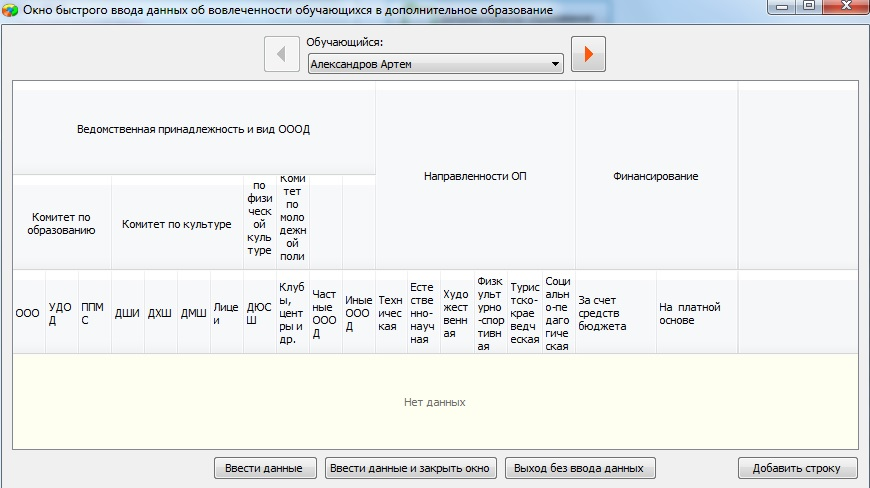 Окно быстрого ввода данных об вовлеченности обучающихся в дополнительное образование
Обучающийся:
Александров Артем
Ведомственная принадлежность и вид ОООД
Направленности ОП
Финансирование
Комитет по
образованию
Комитет по культуре
по
физи
ческ
ой
куль
туре
Коми
тет
по
моло
дежн
ой
поли
ООО
УДО
Д
ППМ
С
ДШИ
ДХШ
ДМШ
Лице
и
ДЮС
Ш
Клуб
ы,
цент
ры и
др.
Част
ные
ООО
Д
Иные
ООО
Д
Техн
ичес
кая
Есте
стве
нно-
науч
ная
Худо
жест
венн
ая
Физк
ульт
урно
-спор
тивн
ая
Турис
тско-
крае
ведч
еская
Соци
альн
о-пе
даго
гиче
ская
За счет
средств
бюджета
На платной
основе
Нет данных
Ввести данные
Ввести данные и закрыть окно
Выход без ввода данных
Добавить строку